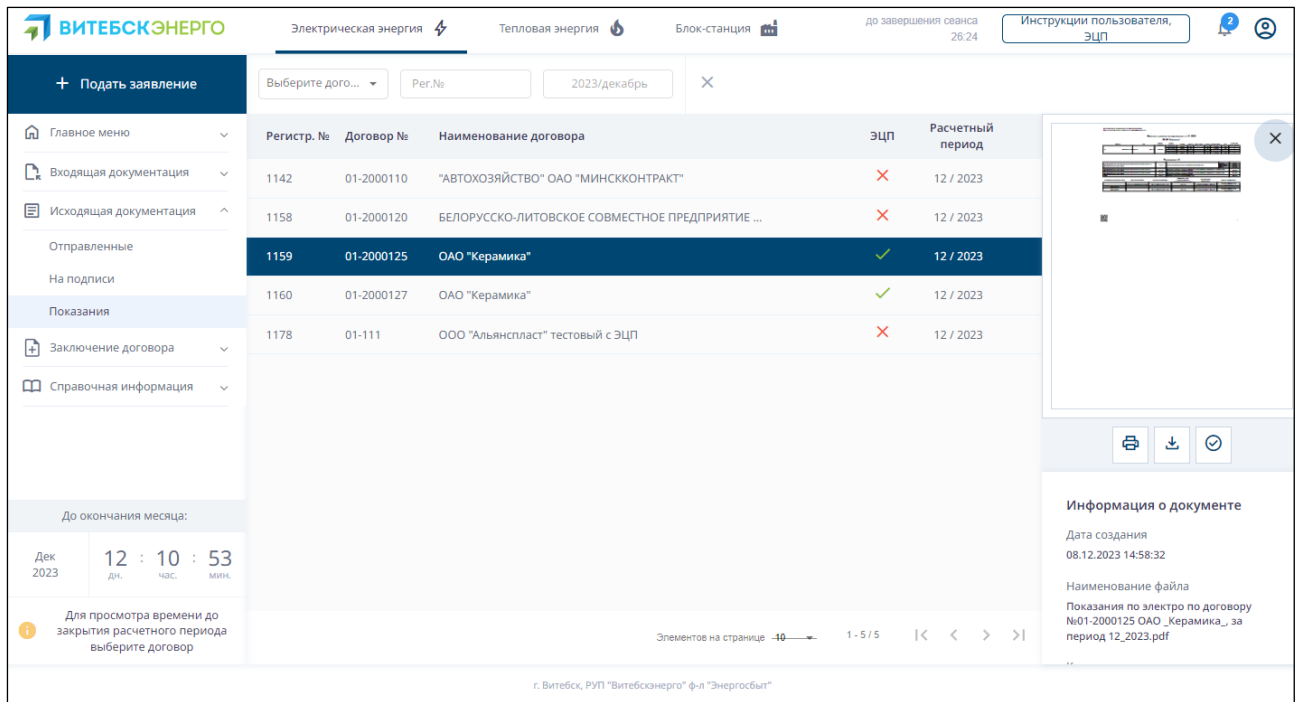 ВИТЕБСКЭНЕРГО
Электрическая энергия
Тепловая энергия
Блок-станция
до завершения сеанса
26:24
Инструкции пользователя,
ЭЦП
2
+ Подать заявление
Выберите дого...
Рег.№
2023/декабрь
Главное меню
Входящая документация
Исходящая документация
Отправленные
На подписи
Показания
Заключение договора
Справочная информация
Регистр. № Договор № Наименование договора ЭЦП Расчетный
период
1142 01-2000110 "АВТОХОЗЯЙСТВО" ОАО "МИНСККОНТРАКТ" 12 / 2023
1158 01-2000120 БЕЛОРУССКО-ЛИТОВСКОЕ СОВМЕСТНОЕ ПРЕДПРИЯТИЕ ... 12 / 2023
1159 01-2000125 ОАО "Керамика" 12 / 2023
1160 01-2000127 ОАО "Керамика" 12 / 2023
1178 01-111 ООО "Альянспласт" тестовый с ЭЦП 12 / 2023
До окончания месяца:
Дек
2023
12 : 10 : 53
дн. час. мин.
Для просмотра времени до
закрытия расчетного периода
выберите договор
Элементов на странице 10
1 - 5 / 5
Информация о документе
Дата создания
08.12.2023 14:58:32
Наименование файла
Показания по электро по договору
№01-2000125 ОАО _Керамика_, за
период 12_2023.pdf
г. Витебск, РУП "Витебскэнерго" ф-л "Энергосбыт"